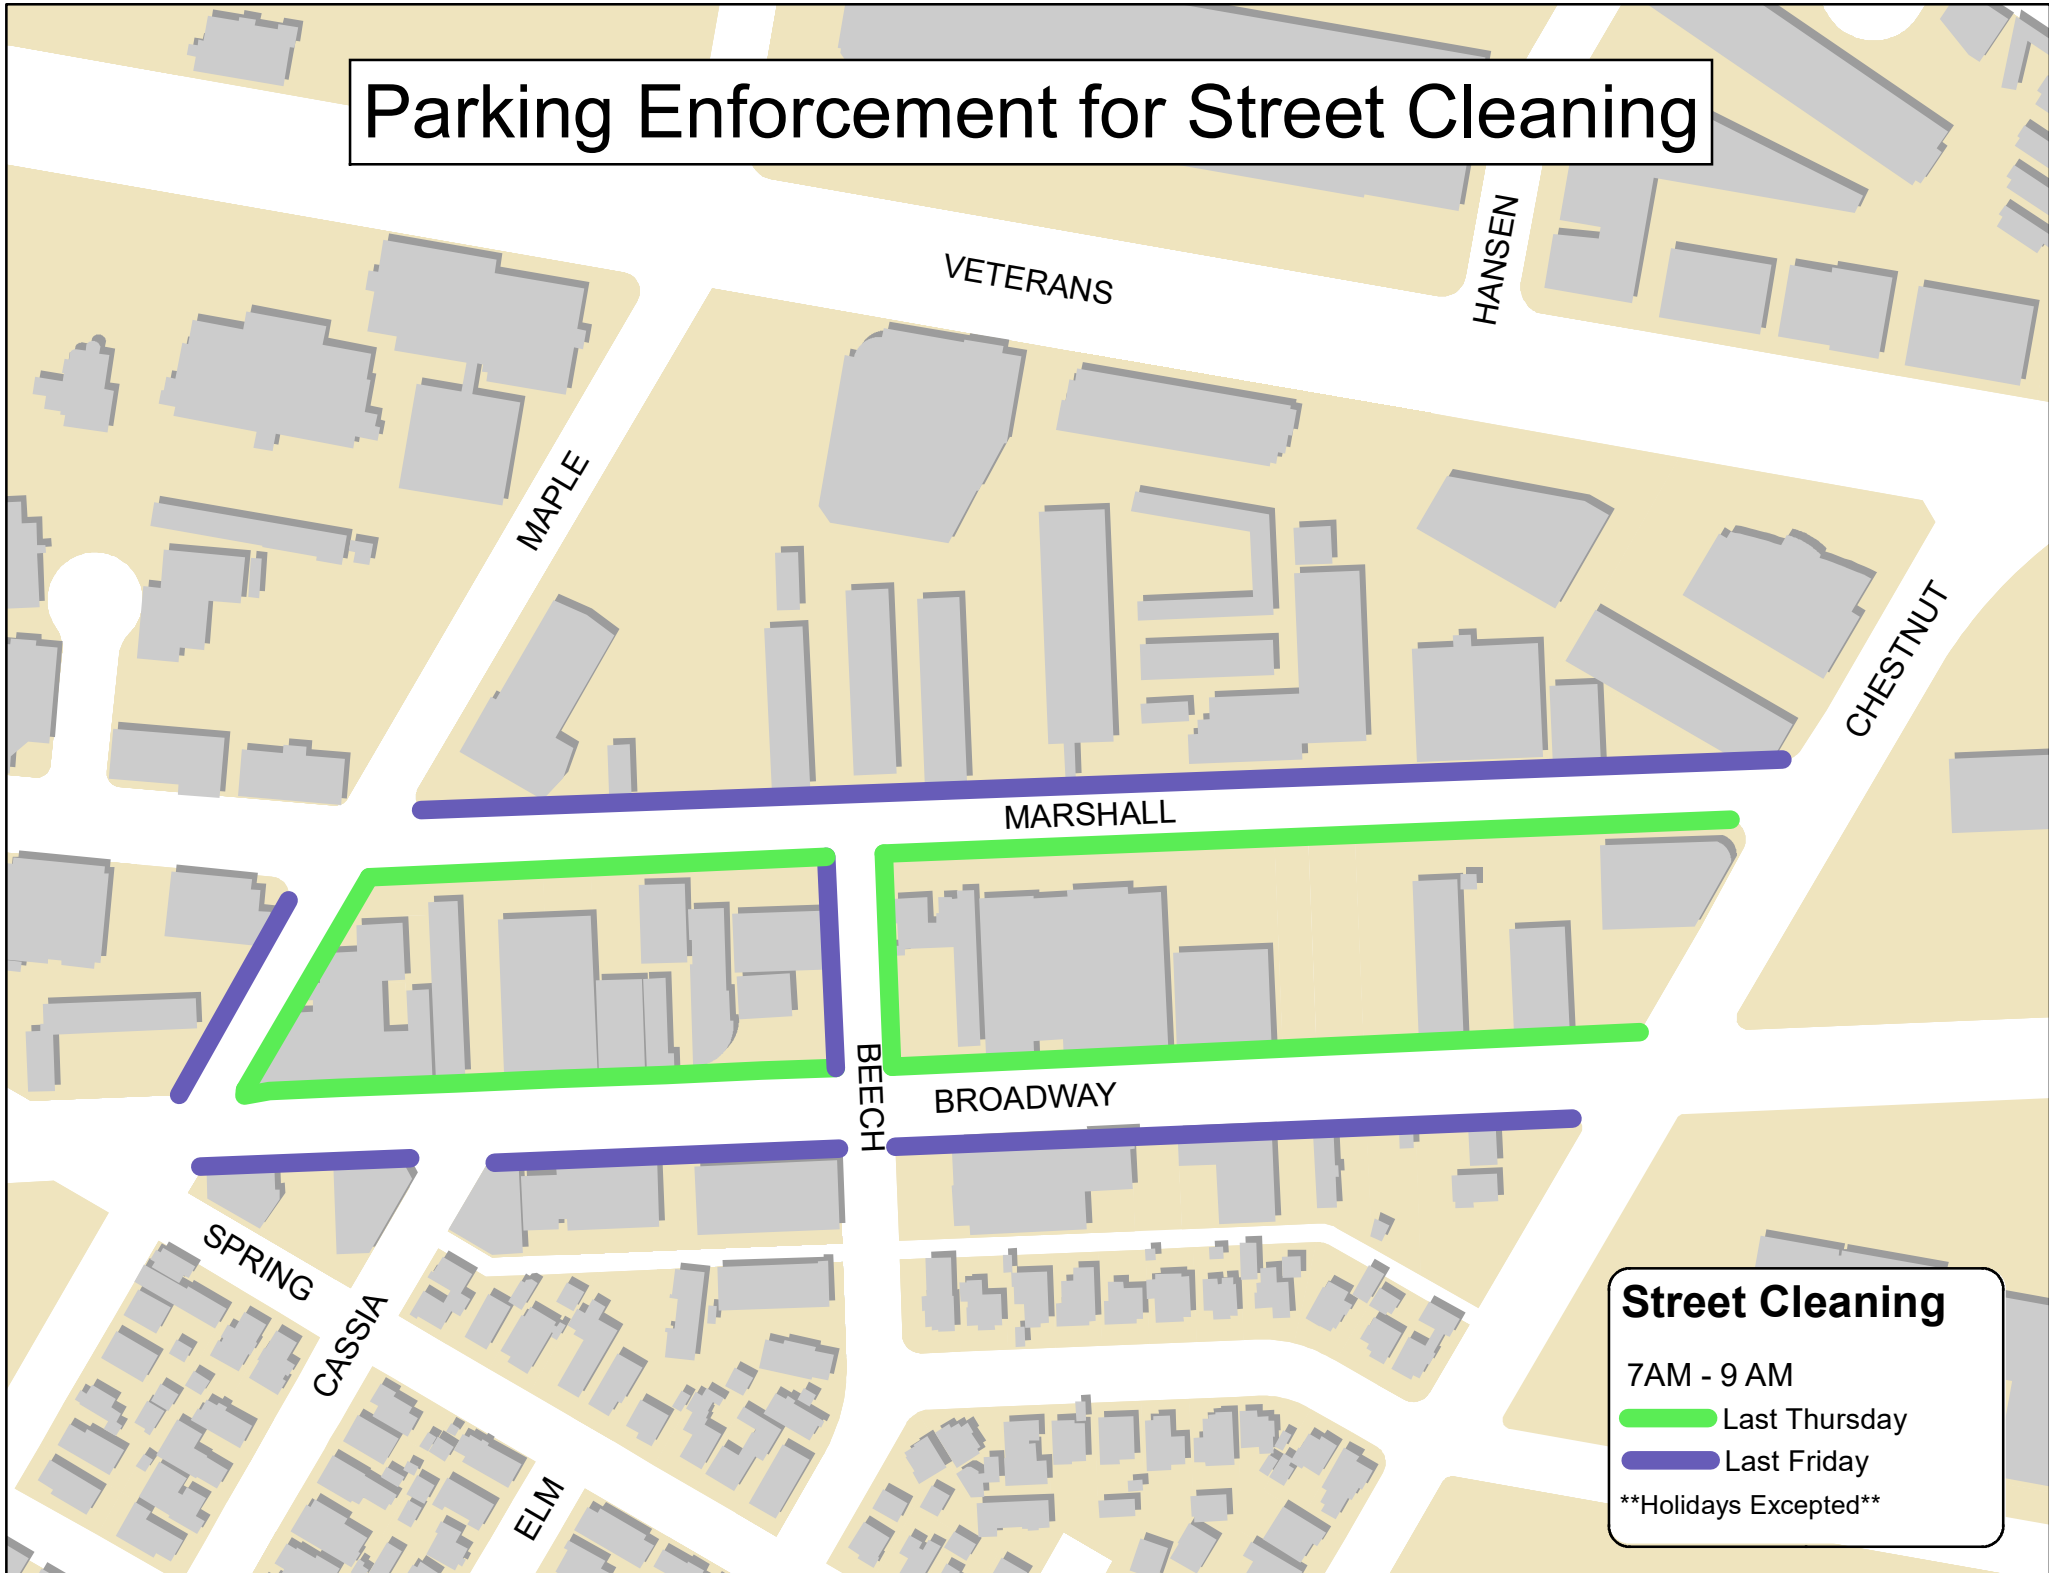 Parking Enforcement for Street Cleaning
VETERANS
HANSEN
MAPLE
CHESTNUT
MARSHALL
BEECH
BROADWAY
SPRING
CASSIA
ELM
Street Cleaning
7AM - 9 AM
Last Thursday
Last Friday
**Holidays Excepted**